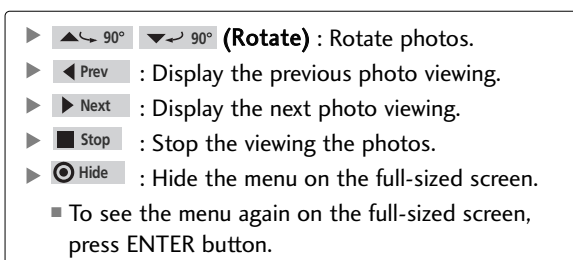 ▶ ▲⤿ 90° ▼⤾ 90° (Rotate) : Rotate photos.
▶ ◀ Prev : Display the previous photo viewing.
▶ ▶ Next : Display the next photo viewing.
▶ ■ Stop : Stop the viewing the photos.
▶ ◉ Hide : Hide the menu on the full-sized screen.
■ To see the menu again on the full-sized screen,
press ENTER button.